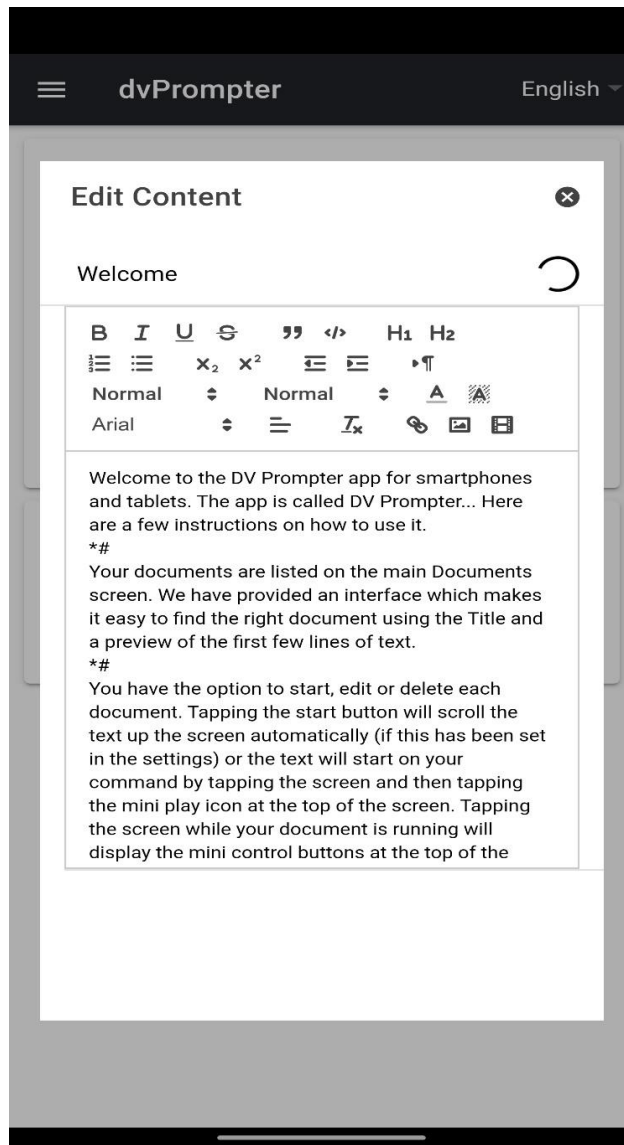 dvPrompter
English
Edit Content
Welcome
B I U S ” </> H1 H2
X₂ X²
Normal Normal A A
Arial Tx
Welcome to the DV Prompter app for smartphones
and tablets. The app is called DV Prompter... Here
are a few instructions on how to use it.
*#
Your documents are listed on the main Documents
screen. We have provided an interface which makes
it easy to find the right document using the Title and
a preview of the first few lines of text.
*#
You have the option to start, edit or delete each
document. Tapping the start button will scroll the
text up the screen automatically (if this has been set
in the settings) or the text will start on your
command by tapping the screen and then tapping
the mini play icon at the top of the screen. Tapping
the screen while your document is running will
display the mini control buttons at the top of the